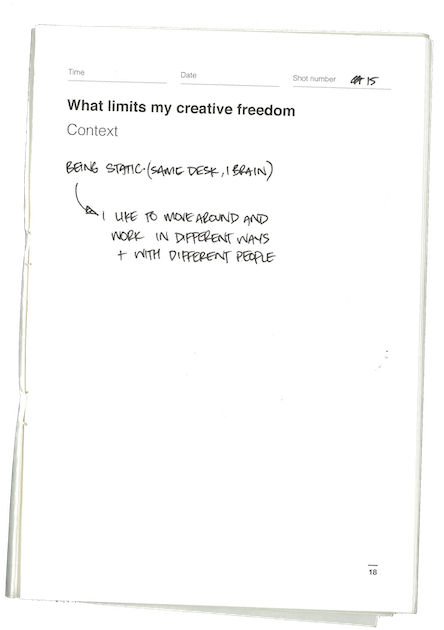 Time Date Shot number 15
What limits my creative freedom
Context
BEING STATIC. (SAME DESK, 1 BRAIN)
I LIKE TO MOVE AROUND AND
WORK IN DIFFERENT WAYS
+ WITH DIFFERENT PEOPLE
18